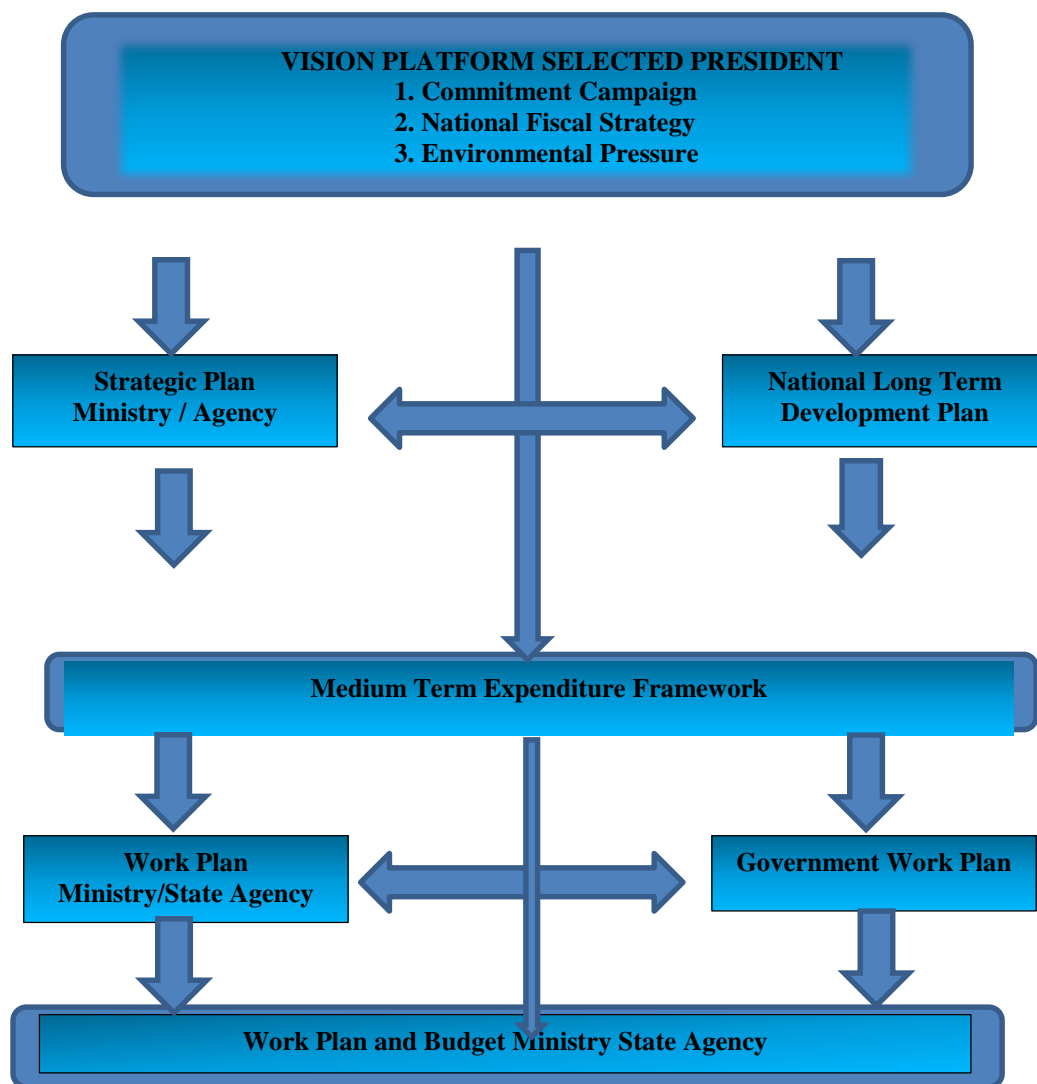 VISION PLATFORM SELECTED PRESIDENT
1. Commitment Campaign
2. National Fiscal Strategy
3. Environmental Pressure
Strategic Plan
Ministry / Agency
National Long Term
Development Plan
Medium Term Expenditure Framework
Work Plan
Ministry/State Agency
Government Work Plan
Work Plan and Budget Ministry State Agency